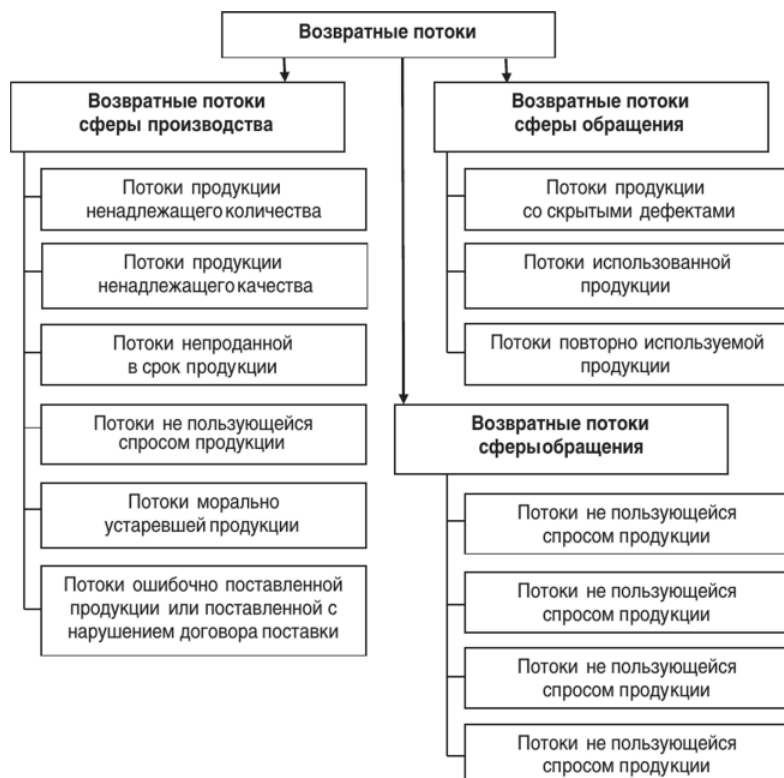 Возвратные потоки
Возвратные потоки
сферы производства
Потоки продукции
ненадлежащего количества
Потоки продукции
ненадлежащего качества
Потоки непроданной
в срок продукции
Потоки не пользующейся
спросом продукции
Потоки морально
устаревшей продукции
Потоки ошибочно поставленной
продукции или поставленной с
нарушением договора поставки
Возвратные потоки
сферы обращения
Потоки продукции
со скрытыми дефектами
Потоки использованной
продукции
Потоки повторно используемой
продукции
Возвратные потоки
сферы обращения
Потоки не пользующейся
спросом продукции
Потоки не пользующейся
спросом продукции
Потоки не пользующейся
спросом продукции
Потоки не пользующейся
спросом продукции